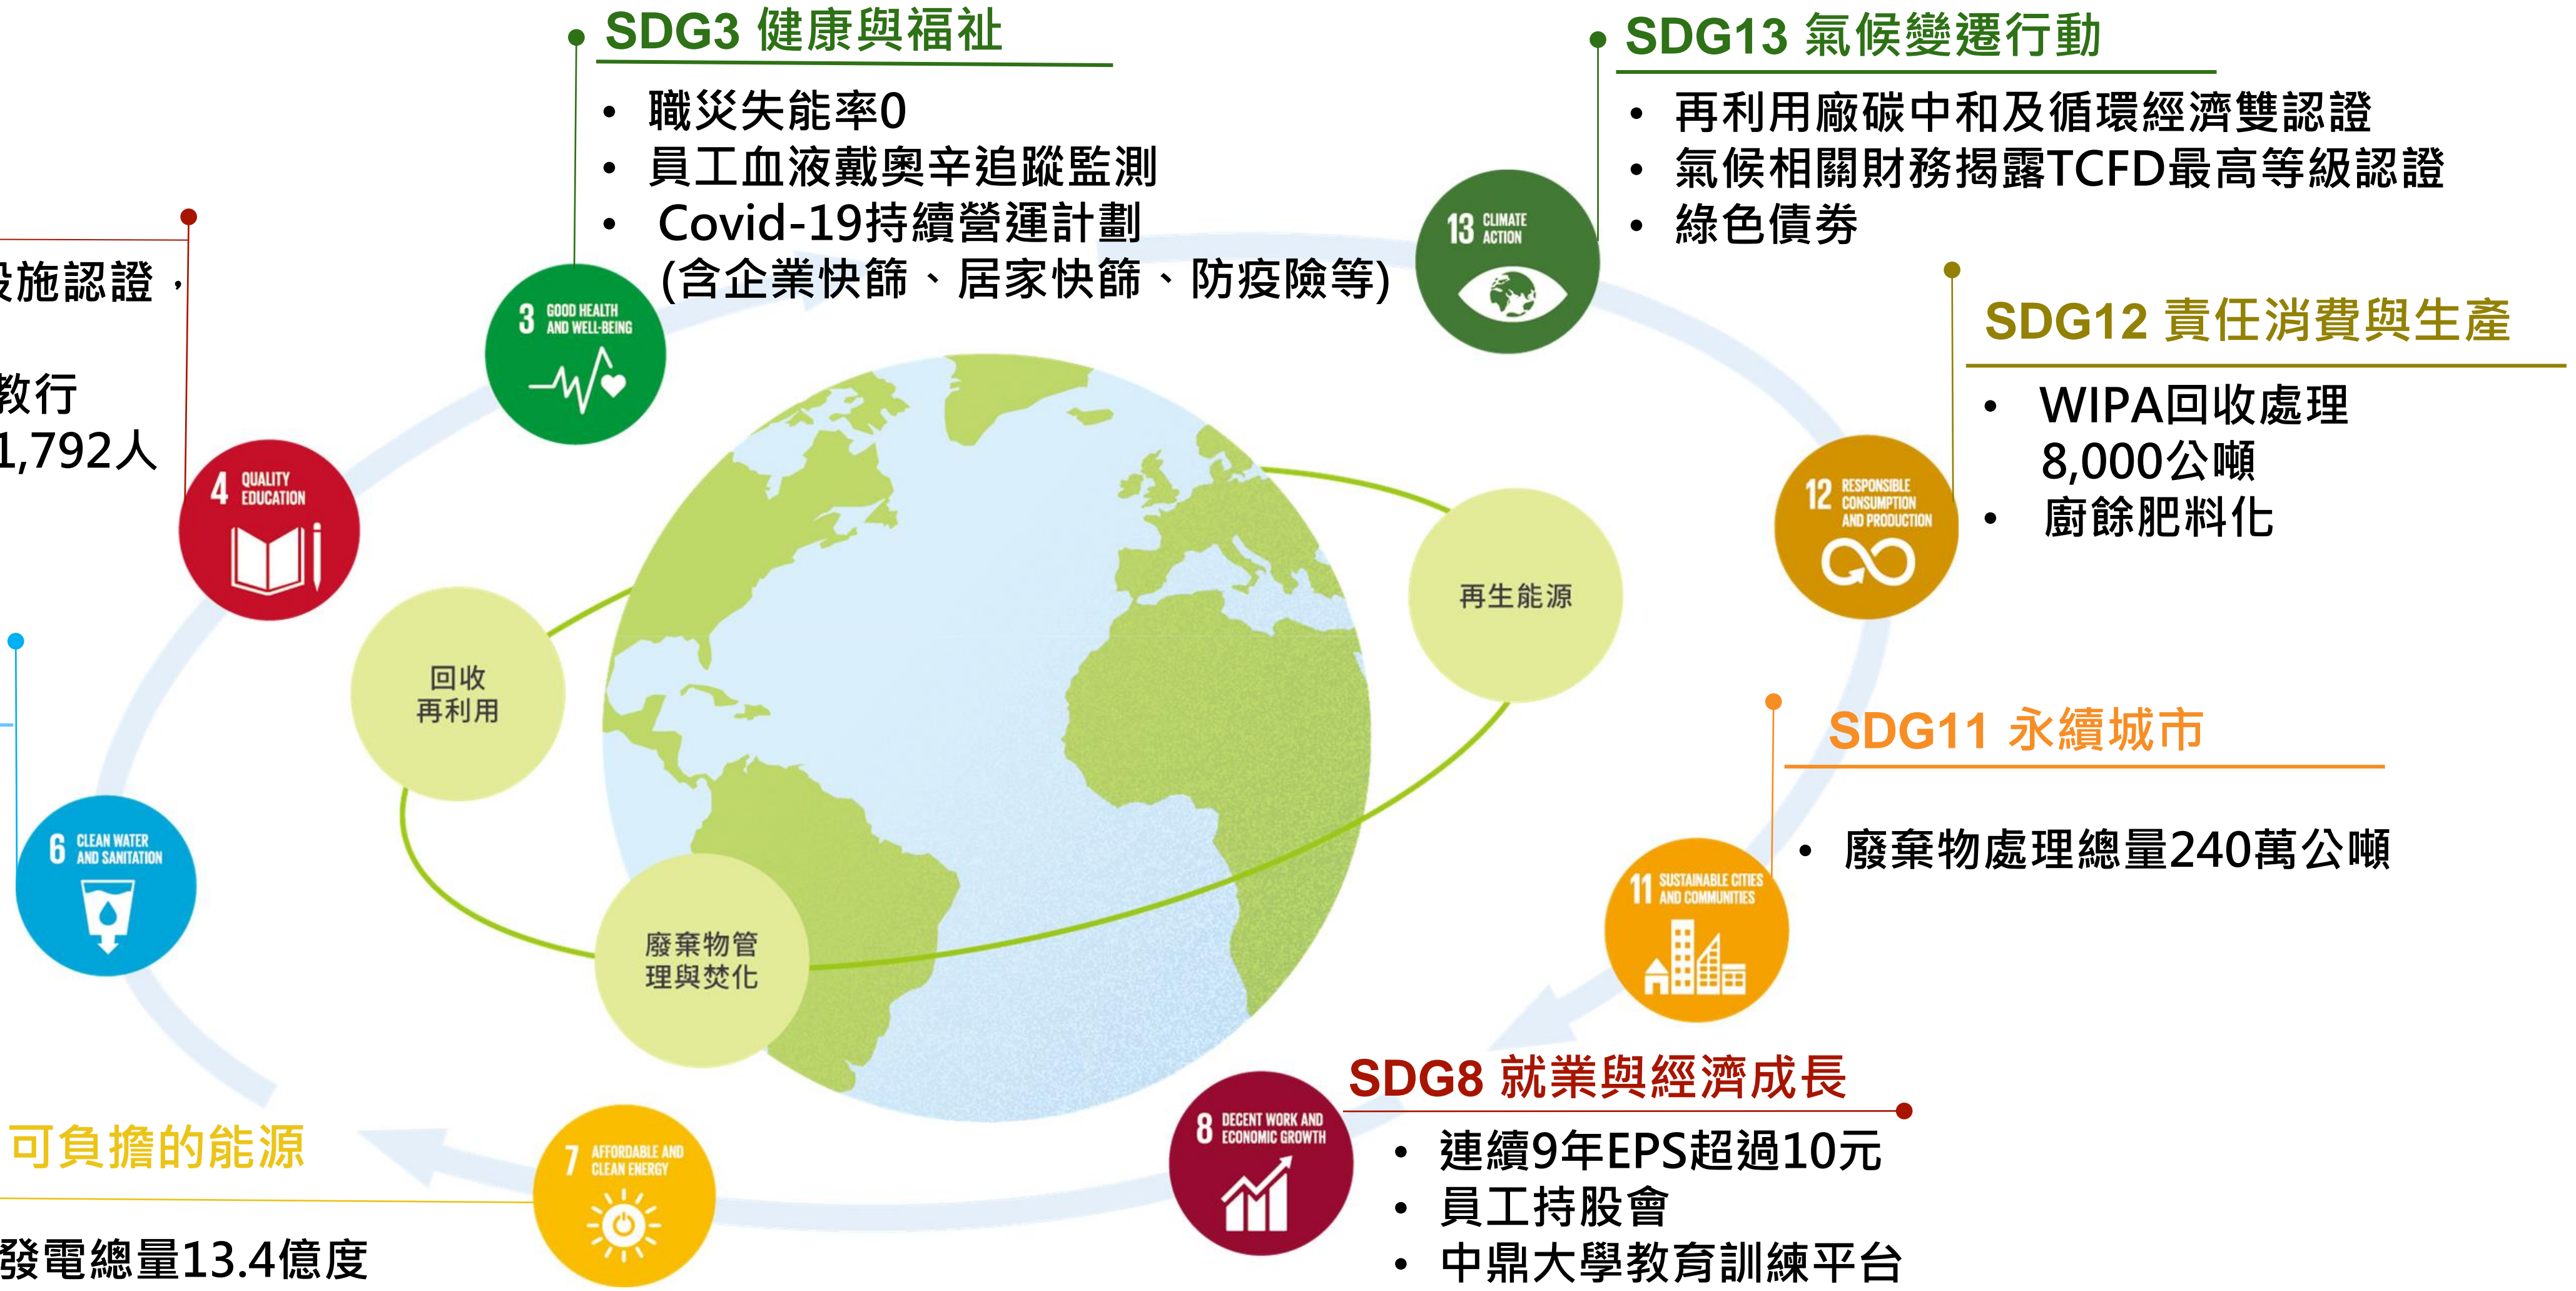 SDG3 健康與福祉
• 職災失能率0
• 員工血液戴奧辛追蹤監測
• Covid-19持續營運計劃
(含企業快篩、居家快篩、防疫險等)
SDG13 氣候變遷行動
• 再利用廠碳中和及循環經濟雙認證
• 氣候相關財務揭露TCFD最高等級認證
• 綠色債券
施認證，
教行
1,792人
4 QUALITY
EDUCATION
3 GOOD HEALTH
AND WELL-BEING
13 CLIMATE
ACTION
SDG12 責任消費與生產
• WIPA回收處理
8,000公噸
• 廚餘肥料化
12 RESPONSIBLE
CONSUMPTION
AND PRODUCTION
再生能源
回收
再利用
廢棄物管
理與焚化
SDG11 永續城市
• 廢棄物處理總量240萬公噸
11 SUSTAINABLE CITIES
AND COMMUNITIES
6 CLEAN WATER
AND SANITATION
SDG8 就業與經濟成長
• 連續9年EPS超過10元
• 員工持股會
• 中鼎大學教育訓練平台
8 DECENT WORK AND
ECONOMIC GROWTH
7 AFFORDABLE AND
CLEAN ENERGY
可負擔的能源
發電總量13.4億度